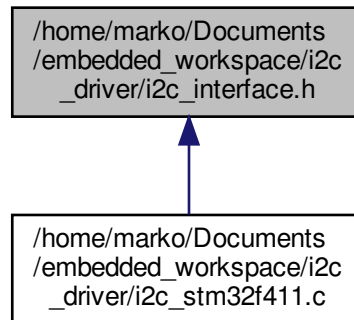 /home/marko/Documents
/embedded_workspace/i2c
_driver/i2c_interface.h
/home/marko/Documents
/embedded_workspace/i2c
_driver/i2c_stm32f411.c